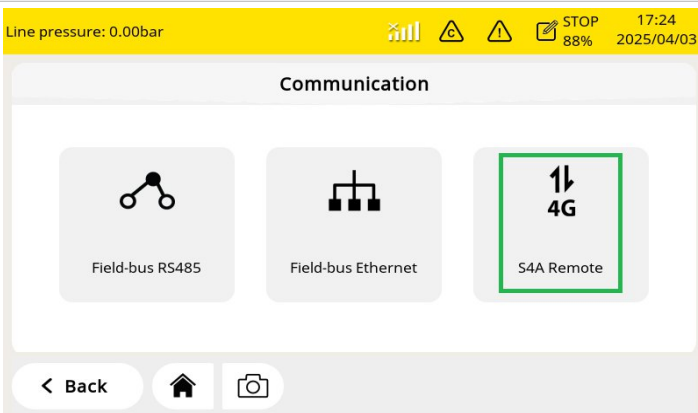 Line pressure: 0.00bar
C
!
STOP
88%
17:24
2025/04/03
Communication
4G
Field-bus RS485
Field-bus Ethernet
S4A Remote
< Back